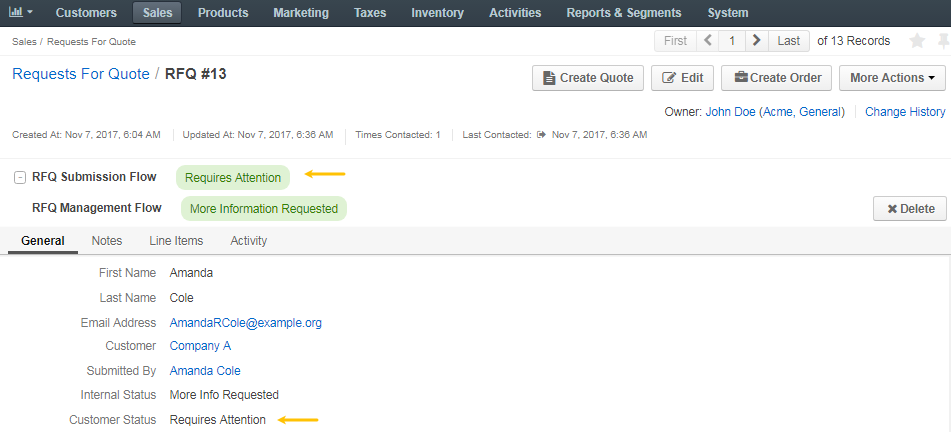 Customers Sales Products Marketing Taxes Inventory Activities Reports & Segments System
Sales / Requests For Quote First 1 Last of 13 Records
Requests For Quote / RFQ #13 Create Quote Edit Create Order More Actions
Owner: John Doe (Acme, General) Change History
Created At: Nov 7, 2017, 6:04 AM Updated At: Nov 7, 2017, 6:36 AM Times Contacted: 1 Last Contacted: Nov 7, 2017, 6:36 AM
RFQ Submission Flow Requires Attention
RFQ Management Flow More Information Requested Delete
General Notes Line Items Activity
First Name Amanda
Last Name Cole
Email Address AmandaRCole@example.org
Customer Company A
Submitted By Amanda Cole
Internal Status More Info Requested
Customer Status Requires Attention